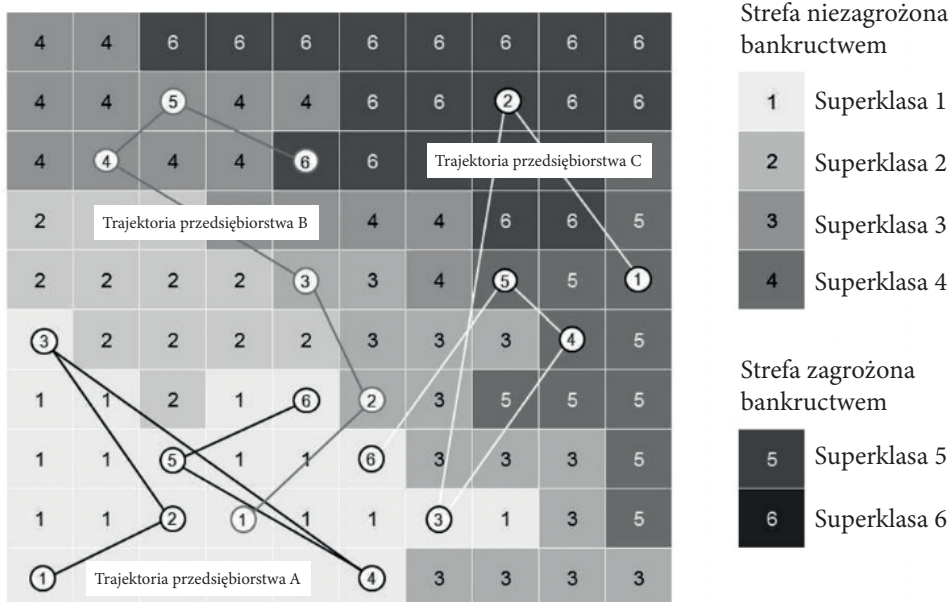 4 4 6 6 6 6 6 6 6 6
4 4 5 4 4 6 6 2 6 6
4 4 4 4 6 6 Trajektoria przedsiębiorstwa C
2 Trajektoria przedsiębiorstwa B 4 4 6 6 5
2 2 2 2 3 3 4 5 5 1
3 2 2 2 2 3 3 3 4 5
1 1 2 1 6 2 3 5 5 5
1 1 5 1 1 6 3 3 3 5
1 1 2 1 1 1 3 1 3 5
1 Trajektoria przedsiębiorstwa A 4 3 3 3 3
Strefa niezagrożona
bankructwem
1 Superklasa 1
2 Superklasa 2
3 Superklasa 3
4 Superklasa 4
Strefa zagrożona
bankructwem
5 Superklasa 5
6 Superklasa 6